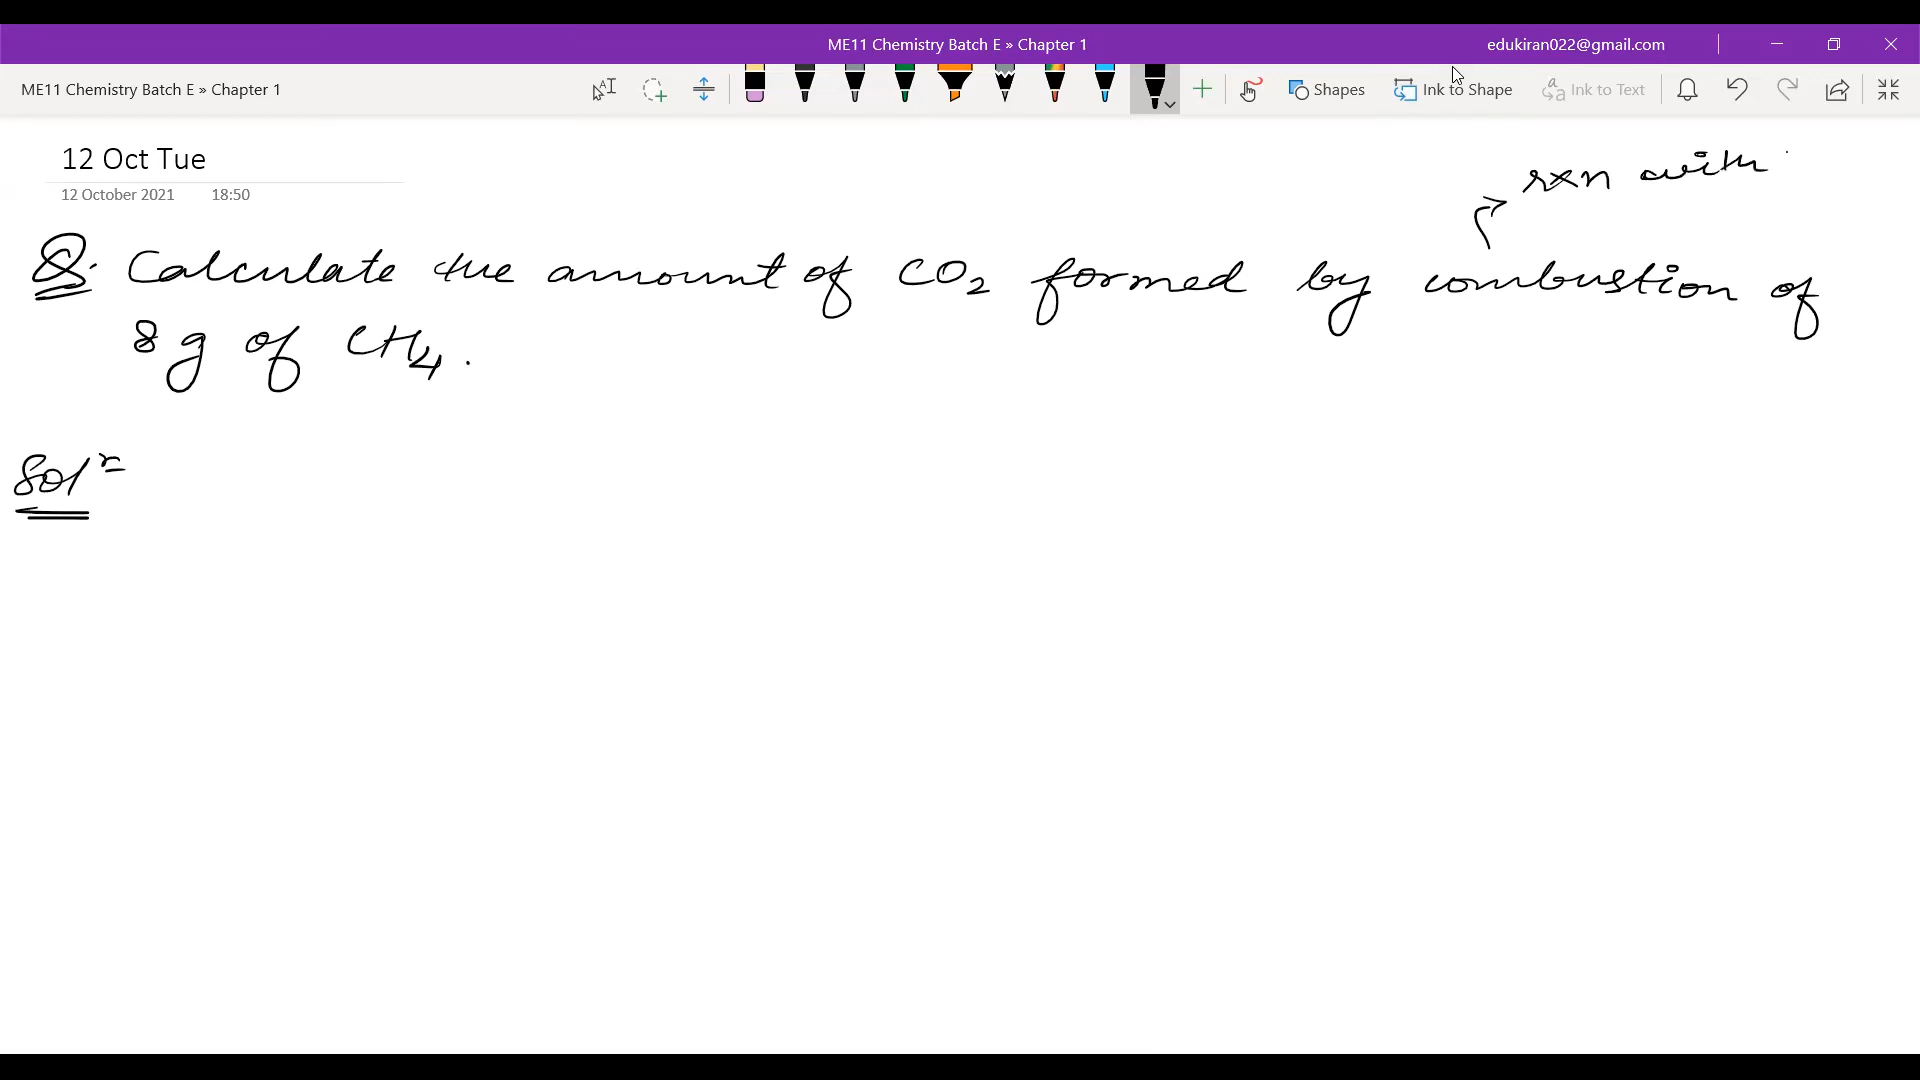 ME11 Chemistry Batch E » Chapter 1
edukiran022@gmail.com
ME11 Chemistry Batch E » Chapter 1
Shapes
Ink to Shape
Ink to Text
12 Oct Tue
12 October 2021 18:50
rxn with
Q. Calculate the amount of CO2 formed by combustion of
8g of CH4.
Solⁿ